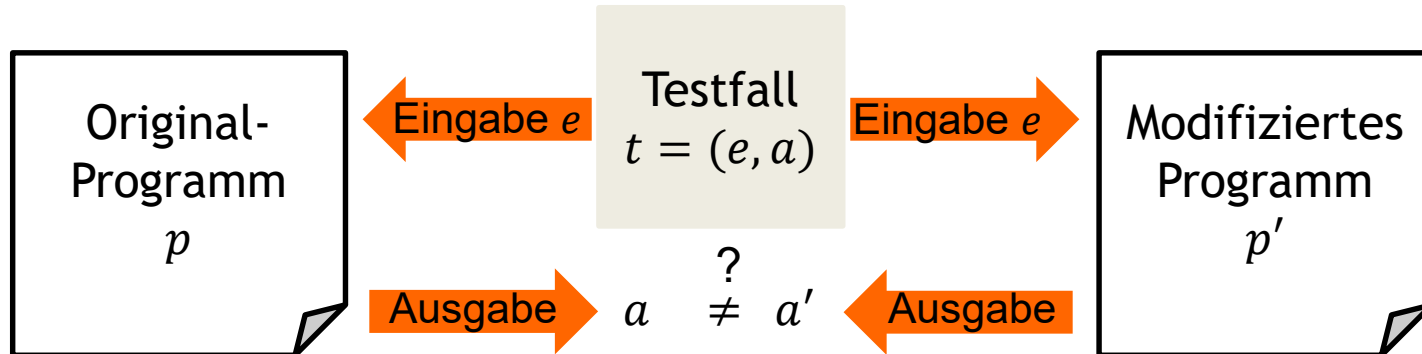 Original-
Programm
p
Eingabe e
Testfall
t = (e, a)
Eingabe e
Modifiziertes
Programm
p′
Ausgabe
a ≠ a′
?
Ausgabe